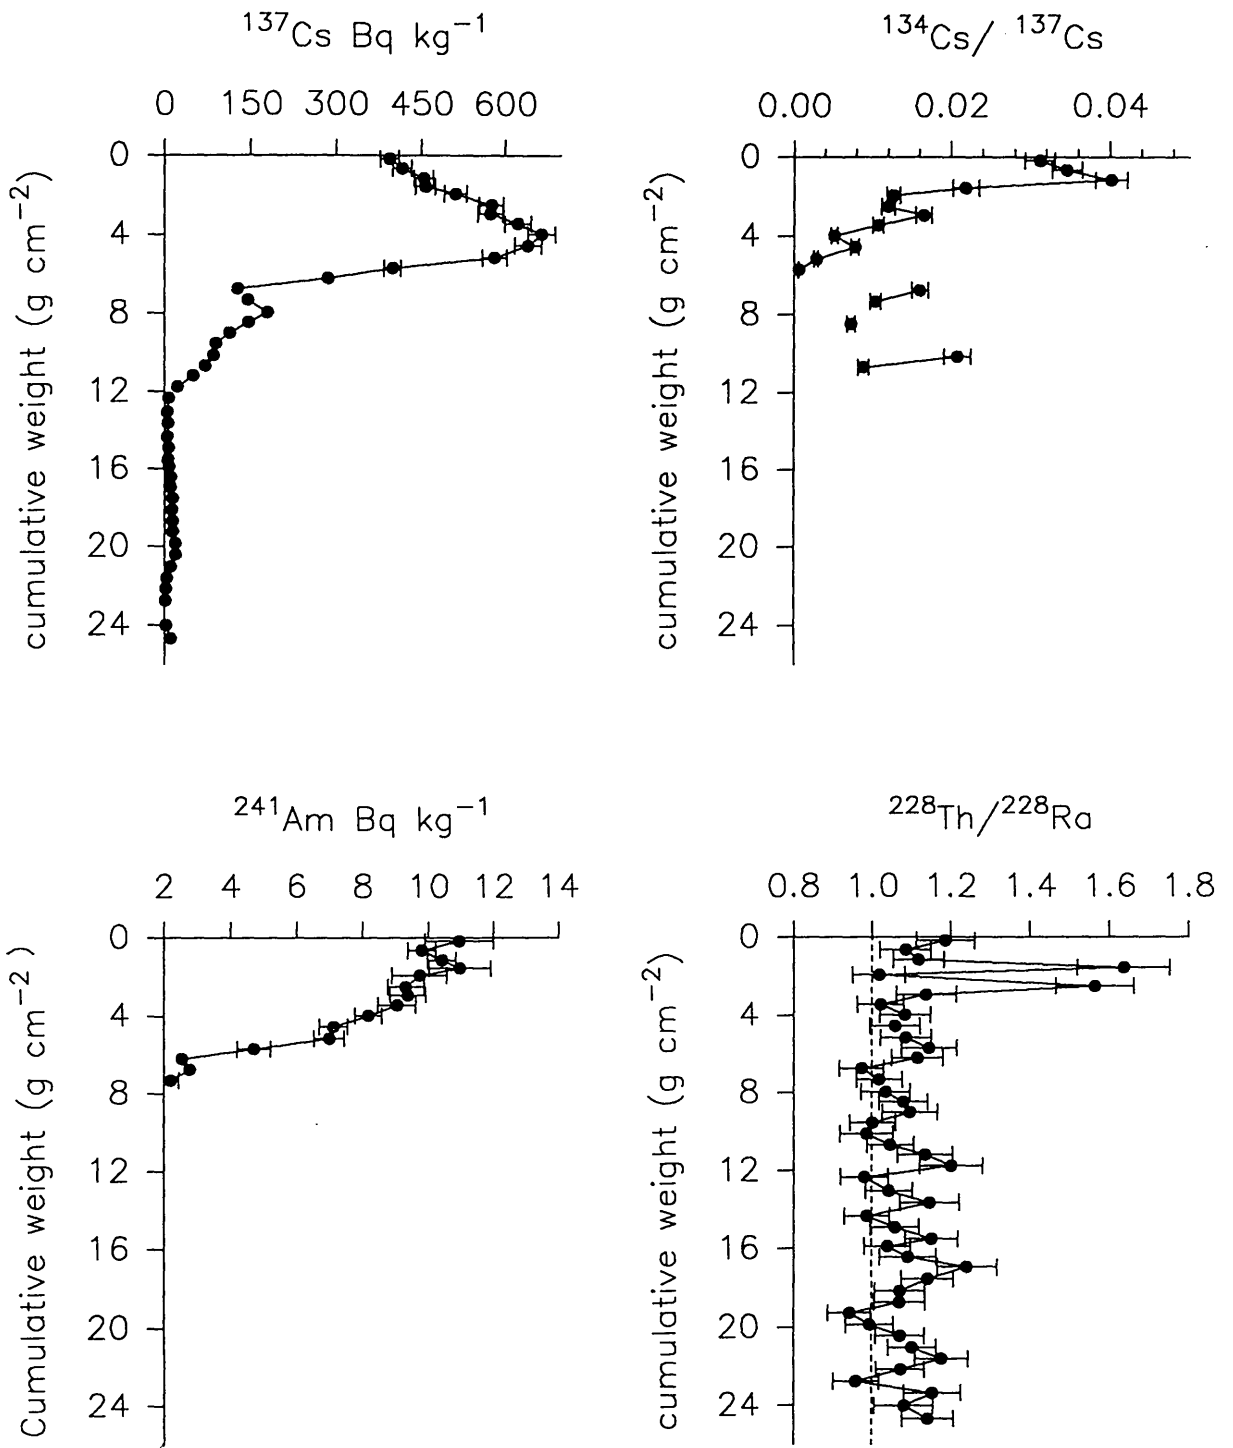 ¹³⁷Cs Bq kg⁻¹
0 150 300 450 600
0
4
8
12
16
20
24
cumulative weight (g cm⁻²)
¹³⁴Cs/ ¹³⁷Cs
0.00 0.02 0.04
0
4
8
12
16
20
24
cumulative weight (g cm⁻²)
²⁴¹Am Bq kg⁻¹
2 4 6 8 10 12 14
0
4
8
12
16
20
24
Cumulative weight (g cm⁻²)
²²⁸Th/²²⁸Ra
0.8 1.0 1.2 1.4 1.6 1.8
0
4
8
12
16
20
24
cumulative weight (g cm⁻²)